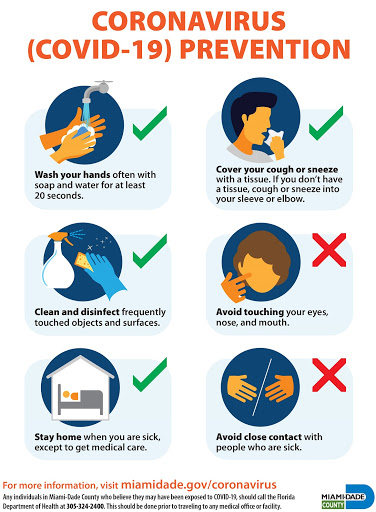 CORONAVIRUS
(COVID-19) PREVENTION
Wash your hands often with
soap and water for at least
20 seconds.
Cover your cough or sneeze
with a tissue. If you don't have
a tissue, cough or sneeze into
your sleeve or elbow.
Clean and disinfect frequently
touched objects and surfaces.
Avoid touching your eyes,
nose, and mouth.
Stay home when you are sick,
except to get medical care.
Avoid close contact with
people who are sick.
For more information, visit miamidade.gov/coronavirus
Any individuals in Miami-Dade County who believe they may have been exposed to COVID-19, should call the Florida
Department of Health at 305-324-2400. This should be done prior to traveling to any medical office or facility.
MIAMI-DADE
COUNTY